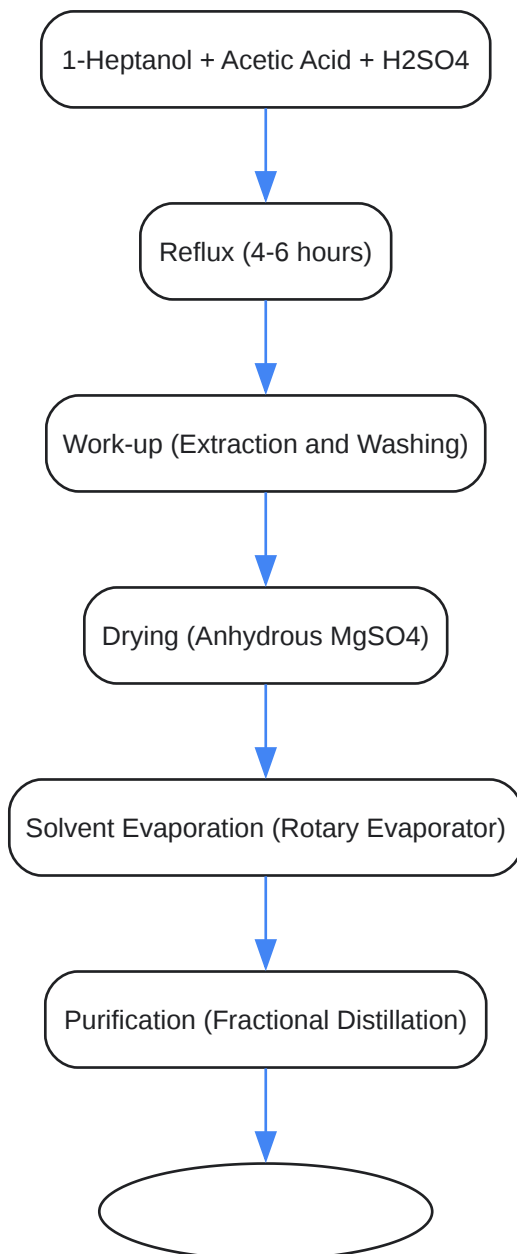 1-Heptanol + Acetic Acid + H2SO4
Reflux (4-6 hours)
Work-up (Extraction and Washing)
Drying (Anhydrous MgSO4)
Solvent Evaporation (Rotary Evaporator)
Purification (Fractional Distillation)